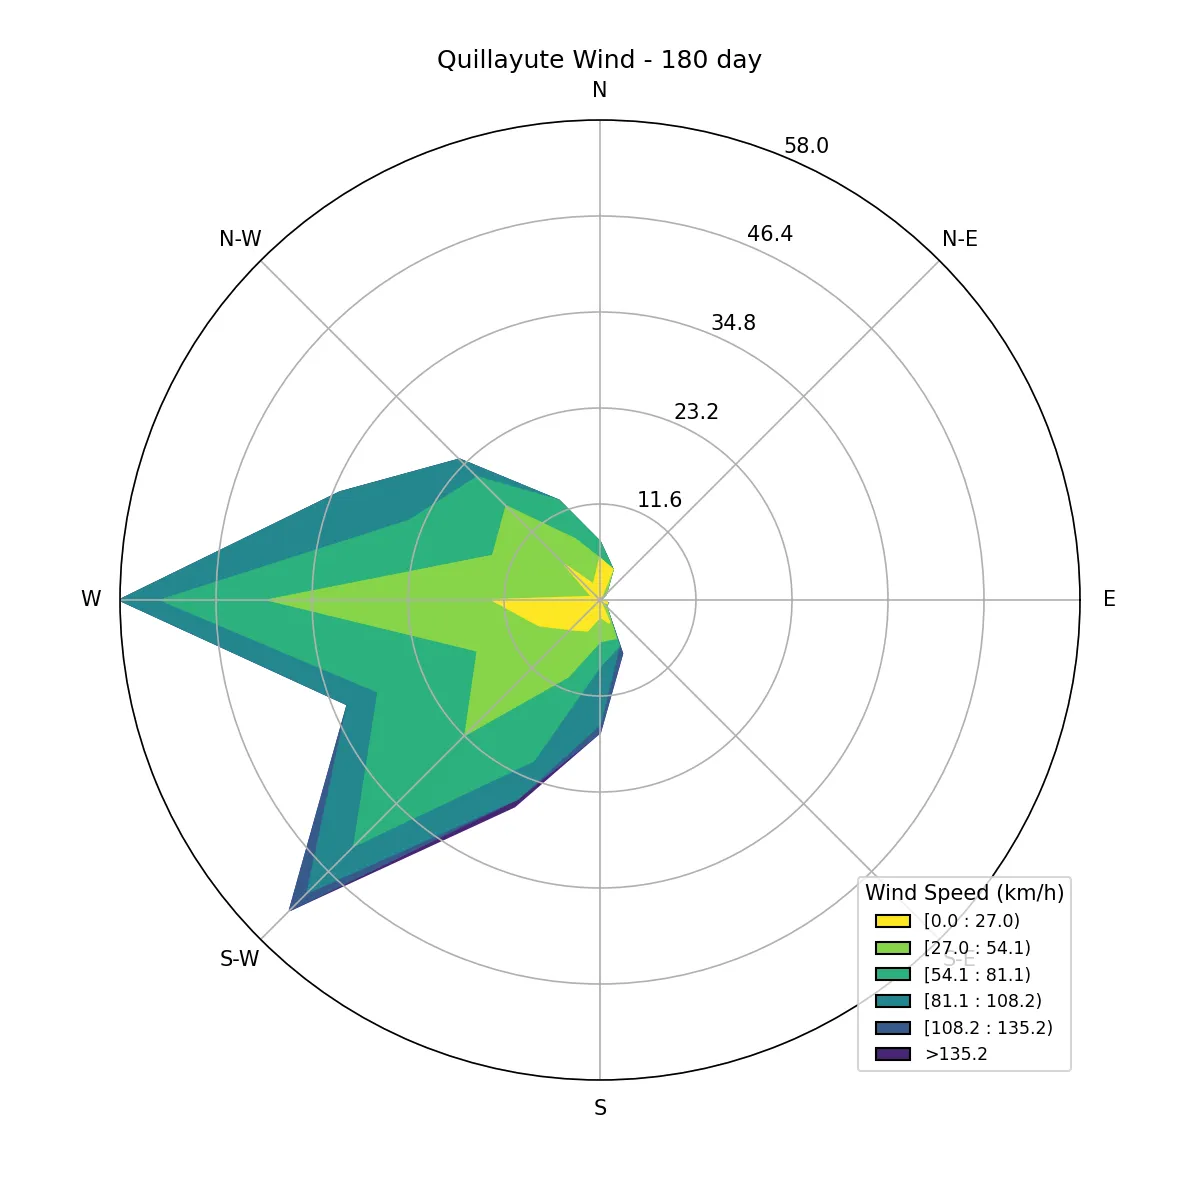 Quillayute Wind - 180 day
N
58.0
46.4
N-W
N-E
34.8
23.2
11.6
W
E
Wind Speed (km/h)
[0.0 : 27.0)
[27.0 : 54.1)
S-W
S-E
[54.1 : 81.1)
[81.1 : 108.2)
[108.2 : 135.2)
>135.2
S